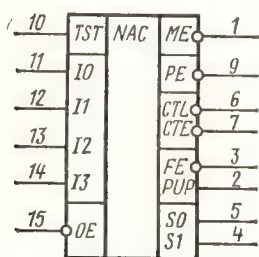 10 TST NAC ME 1
11 I0 PE 9
12 I1 CTL 6
CTE 7
13 I2 FE 3
14 I3 PUP 2
15 OE S0 5
S1 4